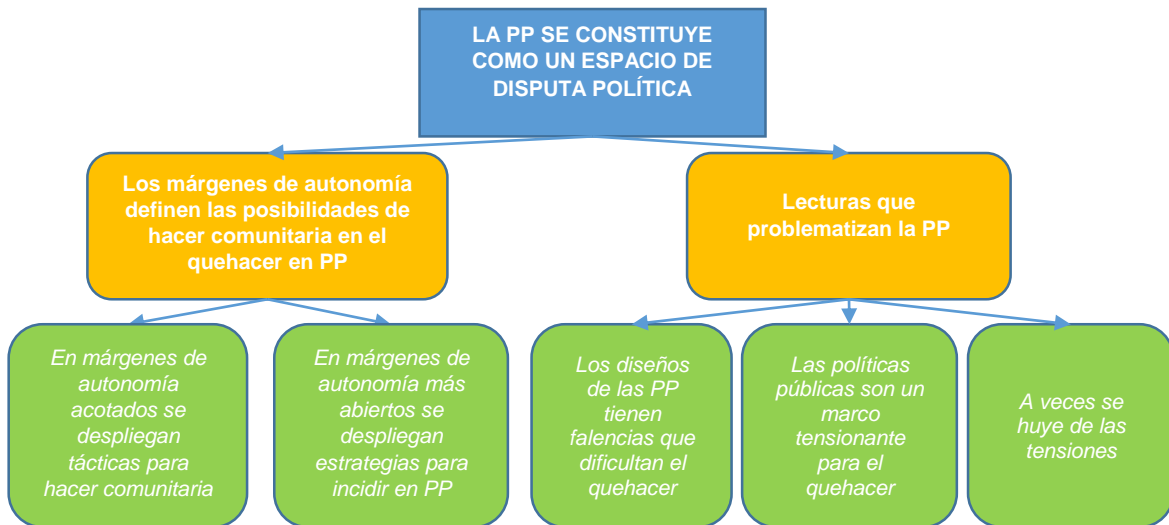 LA PP SE CONSTITUYE
COMO UN ESPACIO DE
DISPUTA POLÍTICA
Los márgenes de autonomía
definen las posibilidades de
hacer comunitaria en el
quehacer en PP
Lecturas que
problematizan la PP
En márgenes de
autonomía
acotados se
despliegan
tácticas para
hacer comunitaria
En márgenes de
autonomía más
abiertos se
despliegan
estrategias para
incidir en PP
Los diseños
de las PP
tienen
falencias que
dificultan el
quehacer
Las políticas
públicas son un
marco
tensionante
para el
quehacer
A veces se
huye de las
tensiones